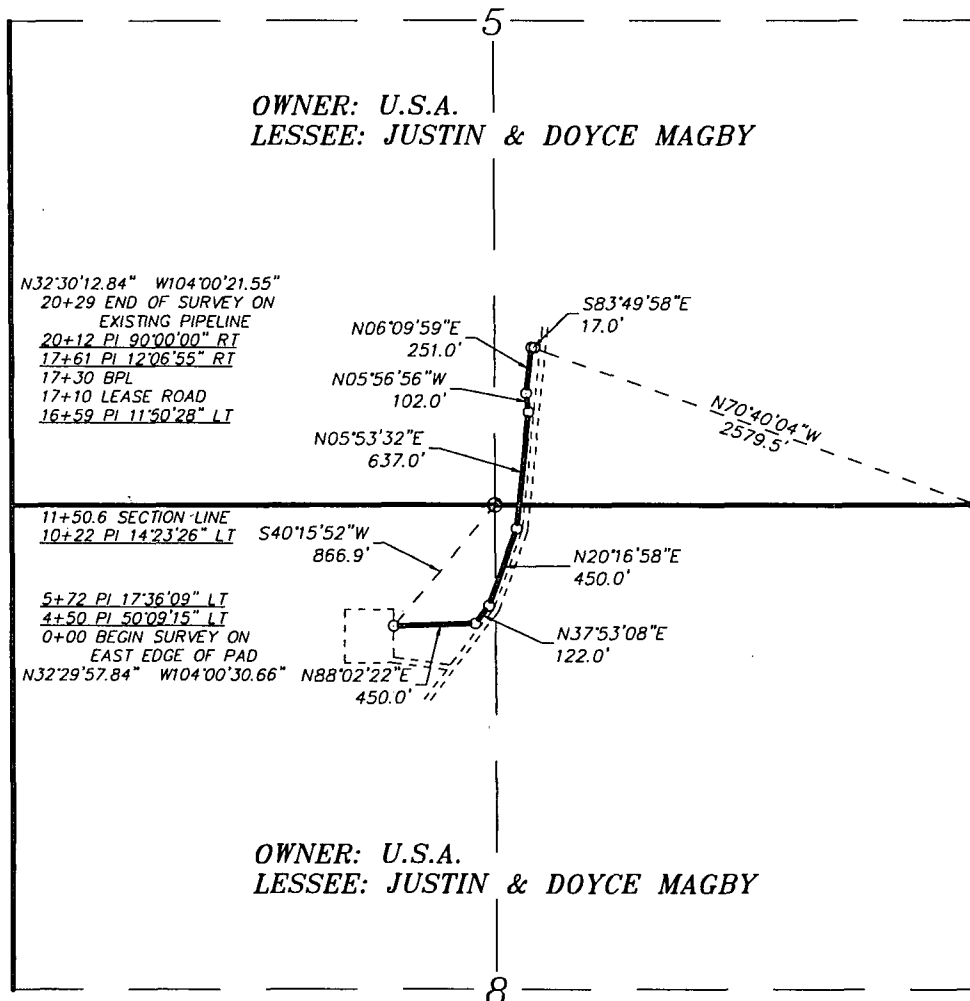 5
OWNER: U.S.A.
LESSEE: JUSTIN & DOYCE MAGBY
N32°30'12.84" W104°00'21.55"
20+29 END OF SURVEY ON
EXISTING PIPELINE
20+12 PI 90°00'00" RT
17+61 PI 12°06'55" RT
17+30 BPL
17+10 LEASE ROAD
16+59 PI 11°50'28" LT
S83°49'58"E
17.0'
N06°09'59"E
251.0'
N05°56'56"W
102.0'
N70°40'04"W
2579.5'
N05°53'32"E
637.0'
11+50.6 SECTION LINE
10+22 PI 14°23'26" LT
S40°15'52"W
866.9'
N20°16'58"E
450.0'
5+72 PI 17°36'09" LT
4+50 PI 50°09'15" LT
0+00 BEGIN SURVEY ON
EAST EDGE OF PAD
N32°29'57.84" W104°00'30.66"
N37°53'08"E
122.0'
N88°02'22"E
450.0'
OWNER: U.S.A.
LESSEE: JUSTIN & DOYCE MAGBY
8